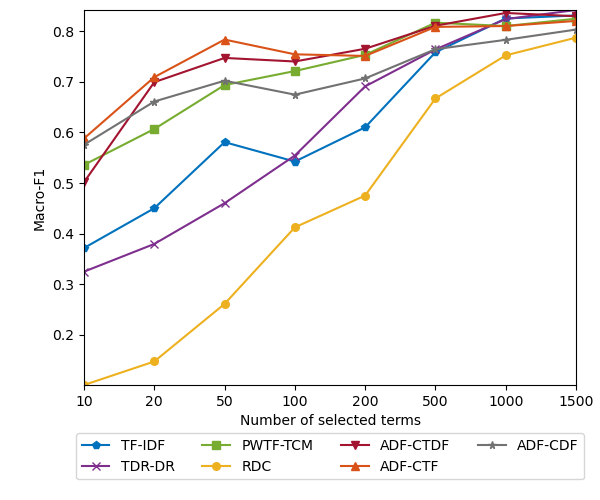 0.8
0.7
0.6
0.5
0.4
0.3
0.2
Macro-F1
10 20 50 100 200 500 1000 1500
Number of selected terms
TF-IDF PWTF-TCM ADF-CTDF ADF-CDF
TDR-DR RDC ADF-CTF